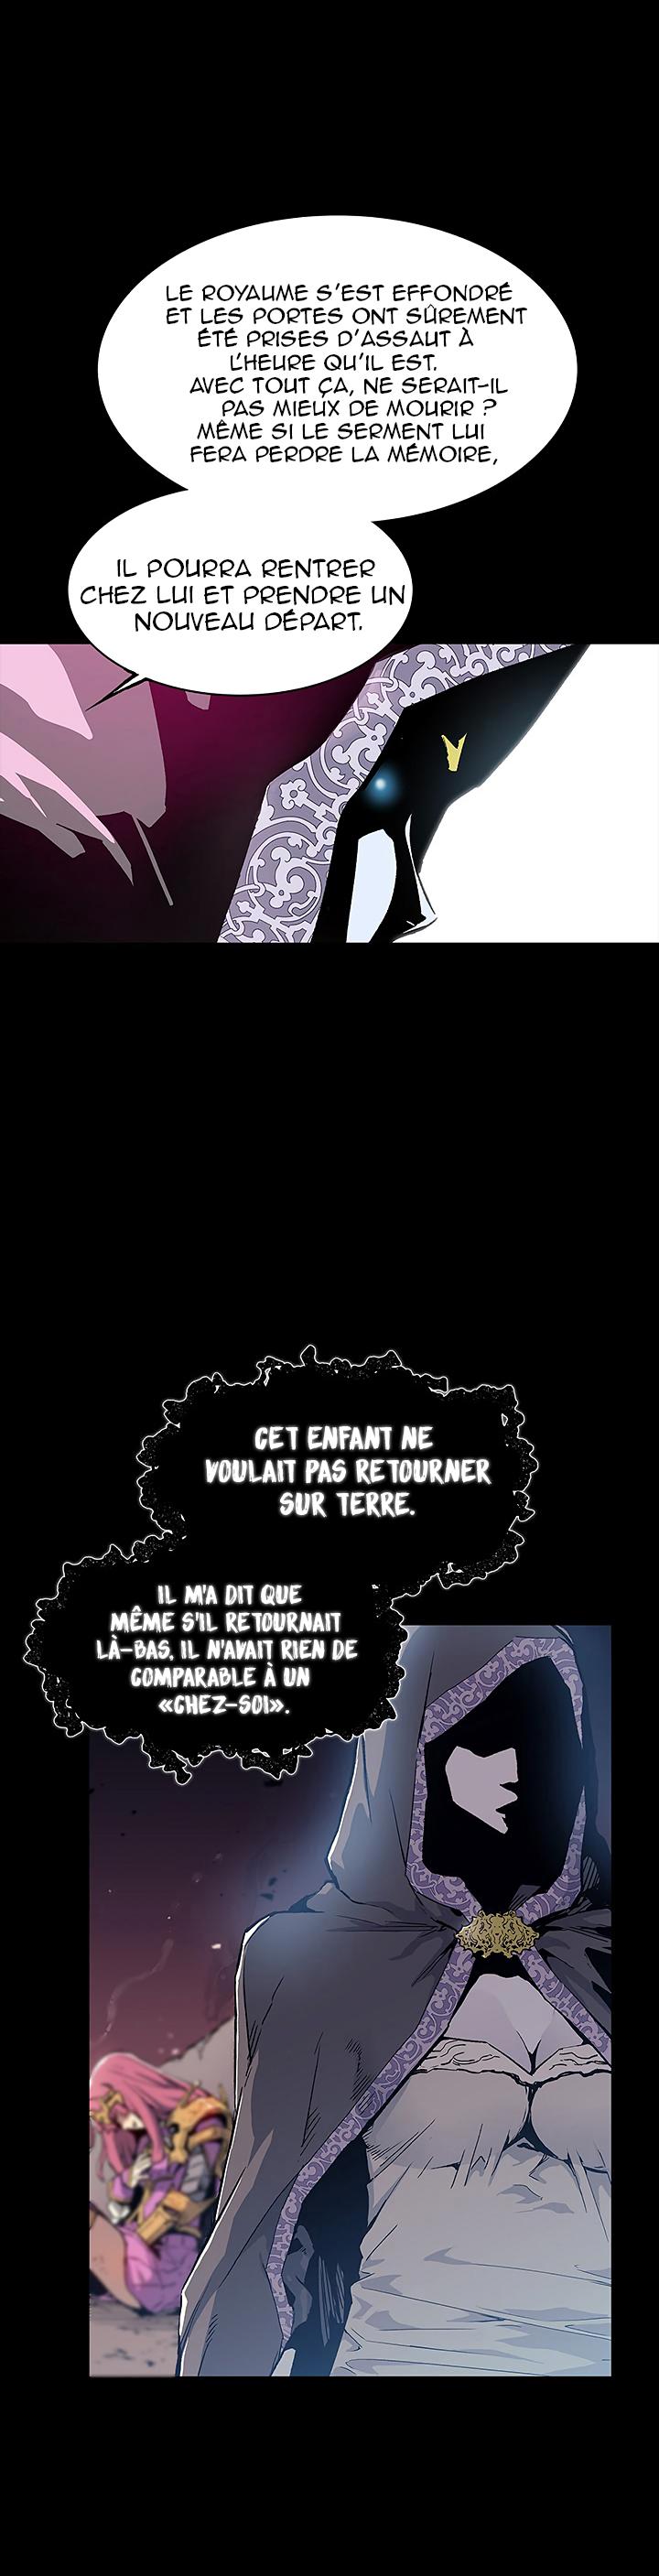 LE ROYAUME S'EST EFFONDRÉ
ET LES PORTES ONT SÛREMENT
ÉTÉ PRISES D'ASSAUT À
L'HEURE QU'IL EST.
AVEC TOUT ÇA, NE SERAIT-IL
PAS MIEUX DE MOURIR ?
MÊME SI LE SERMENT LUI
FERA PERDRE LA MÉMOIRE,
IL POURRA RENTRER
CHEZ LUI ET PRENDRE UN
NOUVEAU DÉPART.
CET ENFANT NE
VOULAIT PAS RETOURNER
SUR TERRE.
IL M'A DIT QUE
MÊME S'IL RETOURNAIT
LÀ-BAS, IL N'AVAIT RIEN DE
COMPARABLE À UN
«CHEZ-SOI».